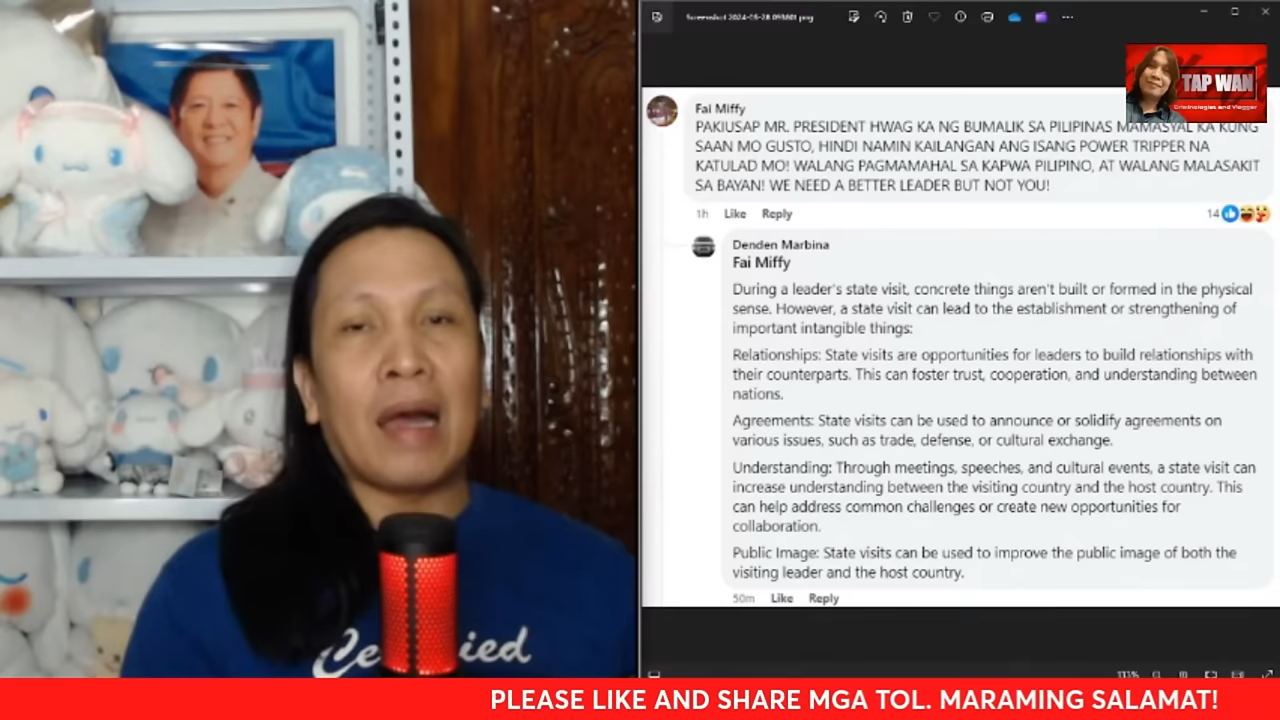 Screenshot 2024-05-28 093801.png
TAP WAN
Criminologist and Vlogger
Fai Miffy
PAKIUSAP MR. PRESIDENT HWAG KA NG BUMALIK SA PILIPINAS MAMASYAL KA KUNG
SAAN MO GUSTO, HINDI NAMIN KAILANGAN ANG ISANG POWER TRIPPER NA
KATULAD MO! WALANG PAGMAMAHAL SA KAPWA PILIPINO, AT WALANG MALASAKIT
SA BAYAN! WE NEED A BETTER LEADER BUT NOT YOU!
1h Like Reply 14
Denden Marbina
Fai Miffy
During a leader's state visit, concrete things aren't built or formed in the physical
sense. However, a state visit can lead to the establishment or strengthening of
important intangible things:
Relationships: State visits are opportunities for leaders to build relationships with
their counterparts. This can foster trust, cooperation, and understanding between
nations.
Agreements: State visits can be used to announce or solidify agreements on
various issues, such as trade, defense, or cultural exchange.
Understanding: Through meetings, speeches, and cultural events, a state visit can
increase understanding between the visiting country and the host country. This
can help address common challenges or create new opportunities for
collaboration.
Public Image: State visits can be used to improve the public image of both the
visiting leader and the host country.
50m Like Reply
PLEASE LIKE AND SHARE MGA TOL. MARAMING SALAMAT!